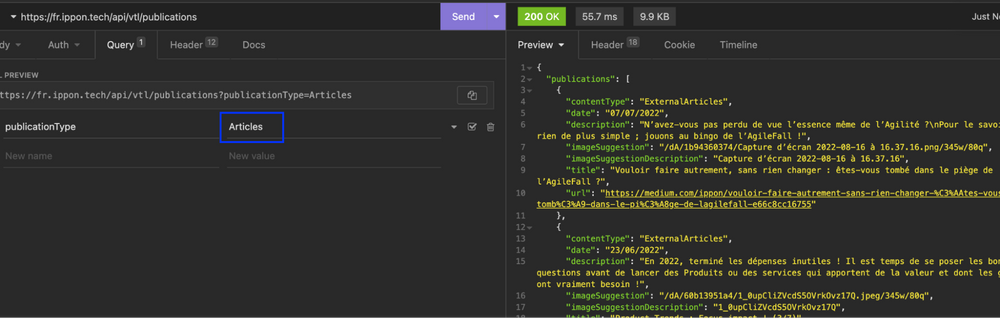 https://fr.ippon.tech/api/vtl/publications
Send
200 OK
55.7 ms
9.9 KB
Just
Auth
Query 1
Header 12
Docs
Preview
Header 18
Cookie
Timeline
PREVIEW
https://fr.ippon.tech/api/vtl/publications?publicationType=Articles
publicationType
Articles
New name
New value
1 {
2 "publications": [
3 {
4 "contentType": "ExternalArticles",
5 "date": "07/07/2022",
6 "description": "N’avez-vous pas perdu de vue l’essence même de l’Agilité ?\nPour le savoir
rien de plus simple ; jouons au bingo de l’AgileFall !",
7 "imageSuggestion": "/dA/1b94360374/Capture d’écran 2022-08-16 à 16.37.16.png/345w/80q",
8 "imageSuggestionDescription": "Capture d’écran 2022-08-16 à 16.37.16",
9 "title": "Vouloir faire autrement, sans rien changer : êtes-vous tombé dans le piège de
l’AgileFall ?",
10 "url": "https://medium.com/ippon/vouloir-faire-autrement-sans-rien-changer-%C3%AAtes-vous
tomb%C3%A9-dans-le-pi%C3%A8ge-de-lagilefall-e66c8cc16755"
11 },
12 {
13 "contentType": "ExternalArticles",
14 "date": "23/06/2022",
15 "description": "En 2022, terminé les dépenses inutiles ! Il est temps de se poser les
questions avant de lancer des Produits ou des services qui apportent de la valeur et dont les
ont vraiment besoin !",
16 "imageSuggestion": "/dA/60b13951a4/1_0upCliZVcdS5OVrkOvz17Q.jpeg/345w/80q",
17 "imageSuggestionDescription": "1_0upCliZVcdS5OVrkOvz17Q",